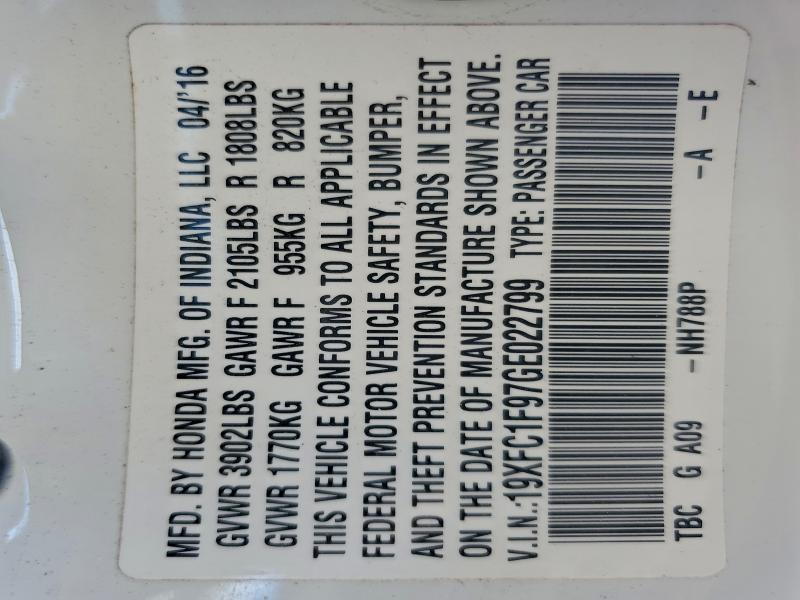 MFD. BY HONDA MFG. OF INDIANA, LLC 04/'16
GVWR 3902LBS GAWR F 2105LBS R 1808LBS
GVWR 1770KG GAWR F 955KG R 820KG
THIS VEHICLE CONFORMS TO ALL APPLICABLE
FEDERAL MOTOR VEHICLE SAFETY, BUMPER,
AND THEFT PREVENTION STANDARDS IN EFFECT
ON THE DATE OF MANUFACTURE SHOWN ABOVE.
V.I.N.:19XFC1F97GE022799 TYPE: PASSENGER CAR
TBC G A09 -NH788P -A -E